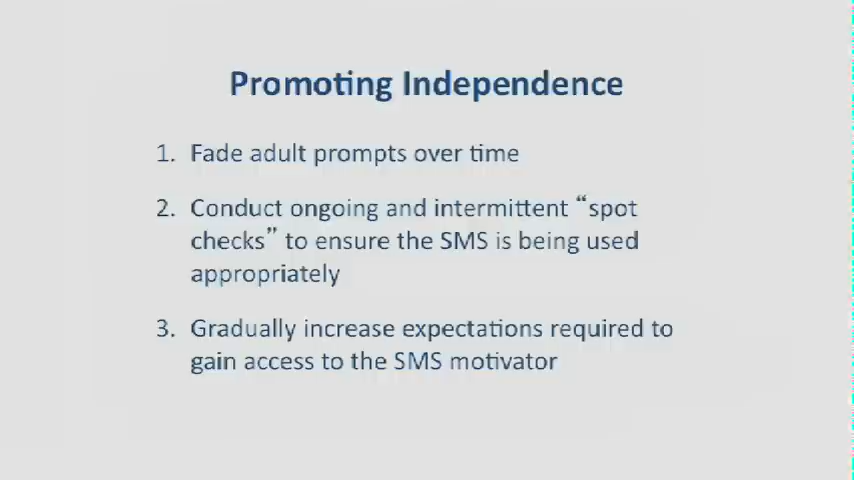 Promoting Independence
1. Fade adult prompts over time
2. Conduct ongoing and intermittent “spot
checks” to ensure the SMS is being used
appropriately
3. Gradually increase expectations required to
gain access to the SMS motivator